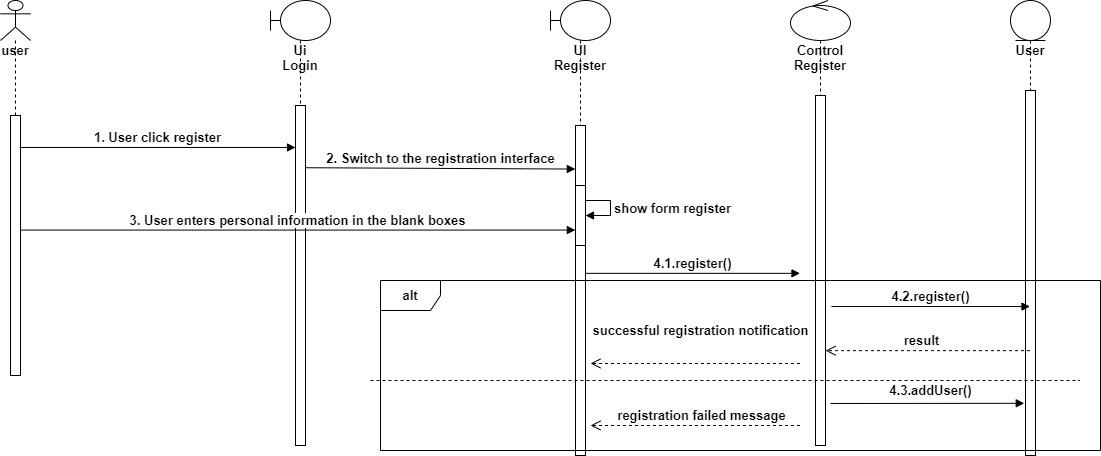 user
Ui
Login
UI
Register
Control
Register
User
1. User click register
2. Switch to the registration interface
show form register
3. User enters personal information in the blank boxes
4.1.register()
alt
4.2.register()
successful registration notification
result
4.3.addUser()
registration failed message